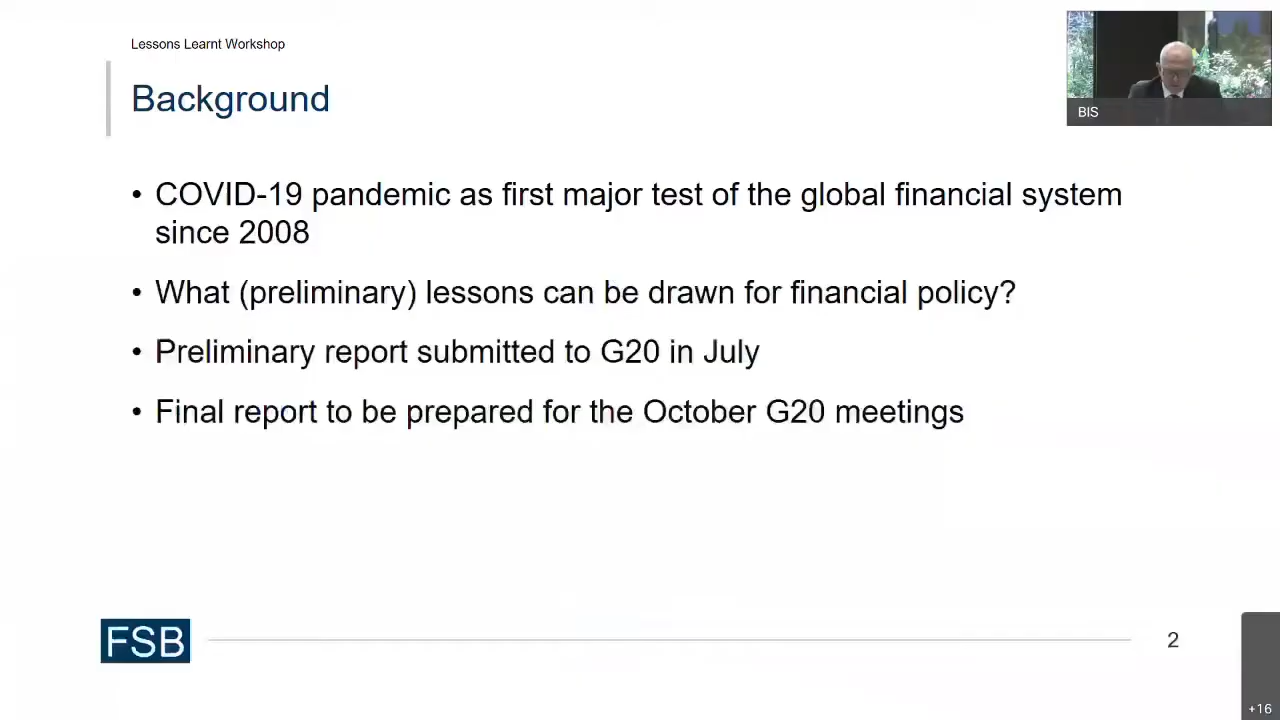 Lessons Learnt Workshop
Background
BIS
• COVID-19 pandemic as first major test of the global financial system
since 2008
• What (preliminary) lessons can be drawn for financial policy?
• Preliminary report submitted to G20 in July
• Final report to be prepared for the October G20 meetings
FSB
2
+16